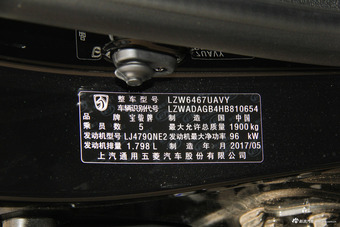 整车型号 LZW6467UAVY
车辆识别代号 LZWADAGB4HB810654
品牌 宝骏牌 制造国 中国
乘员数 5 最大允许总质量 1900 kg
发动机型号 LJ479QNE2 发动机最大净功率 96 kW
发动机排量 1.798 L 制造年月 2017/05
上汽通用五菱汽车股份有限公司